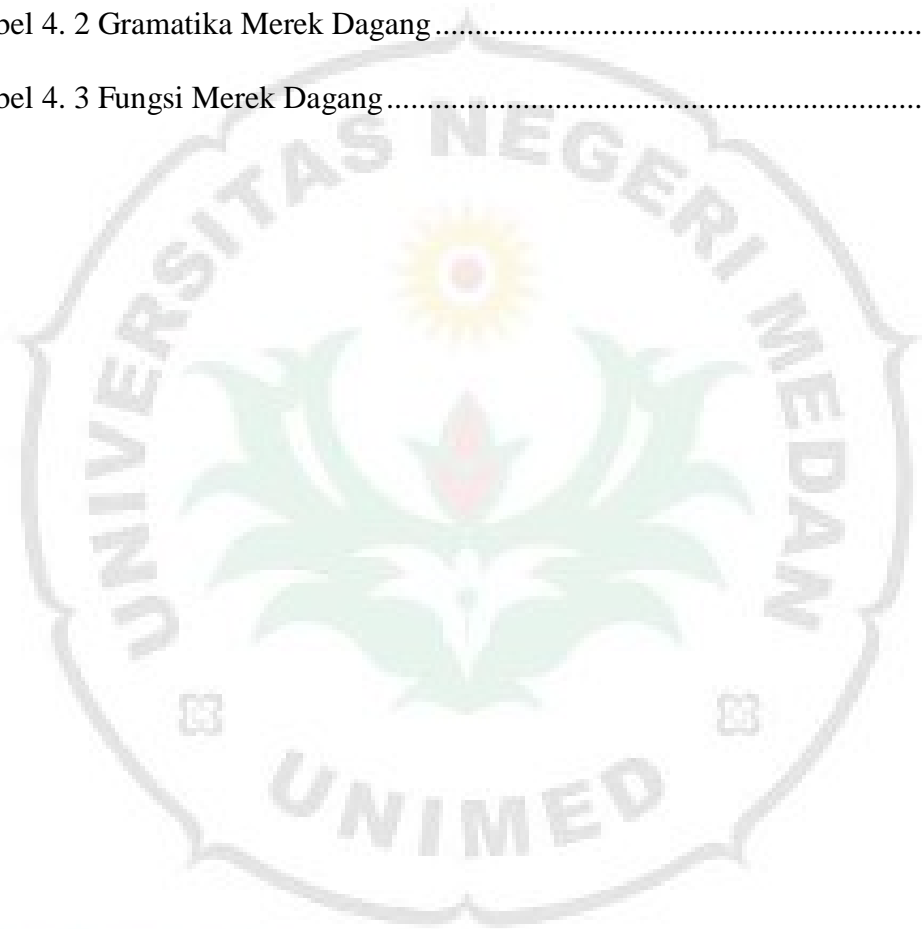 bel 4. 2 Gramatika Merek Dagang ................................................................
bel 4. 3 Fungsi Merek Dagang ......................................................................
UNIVERSITAS NEGERI MEDAN
UNIMED